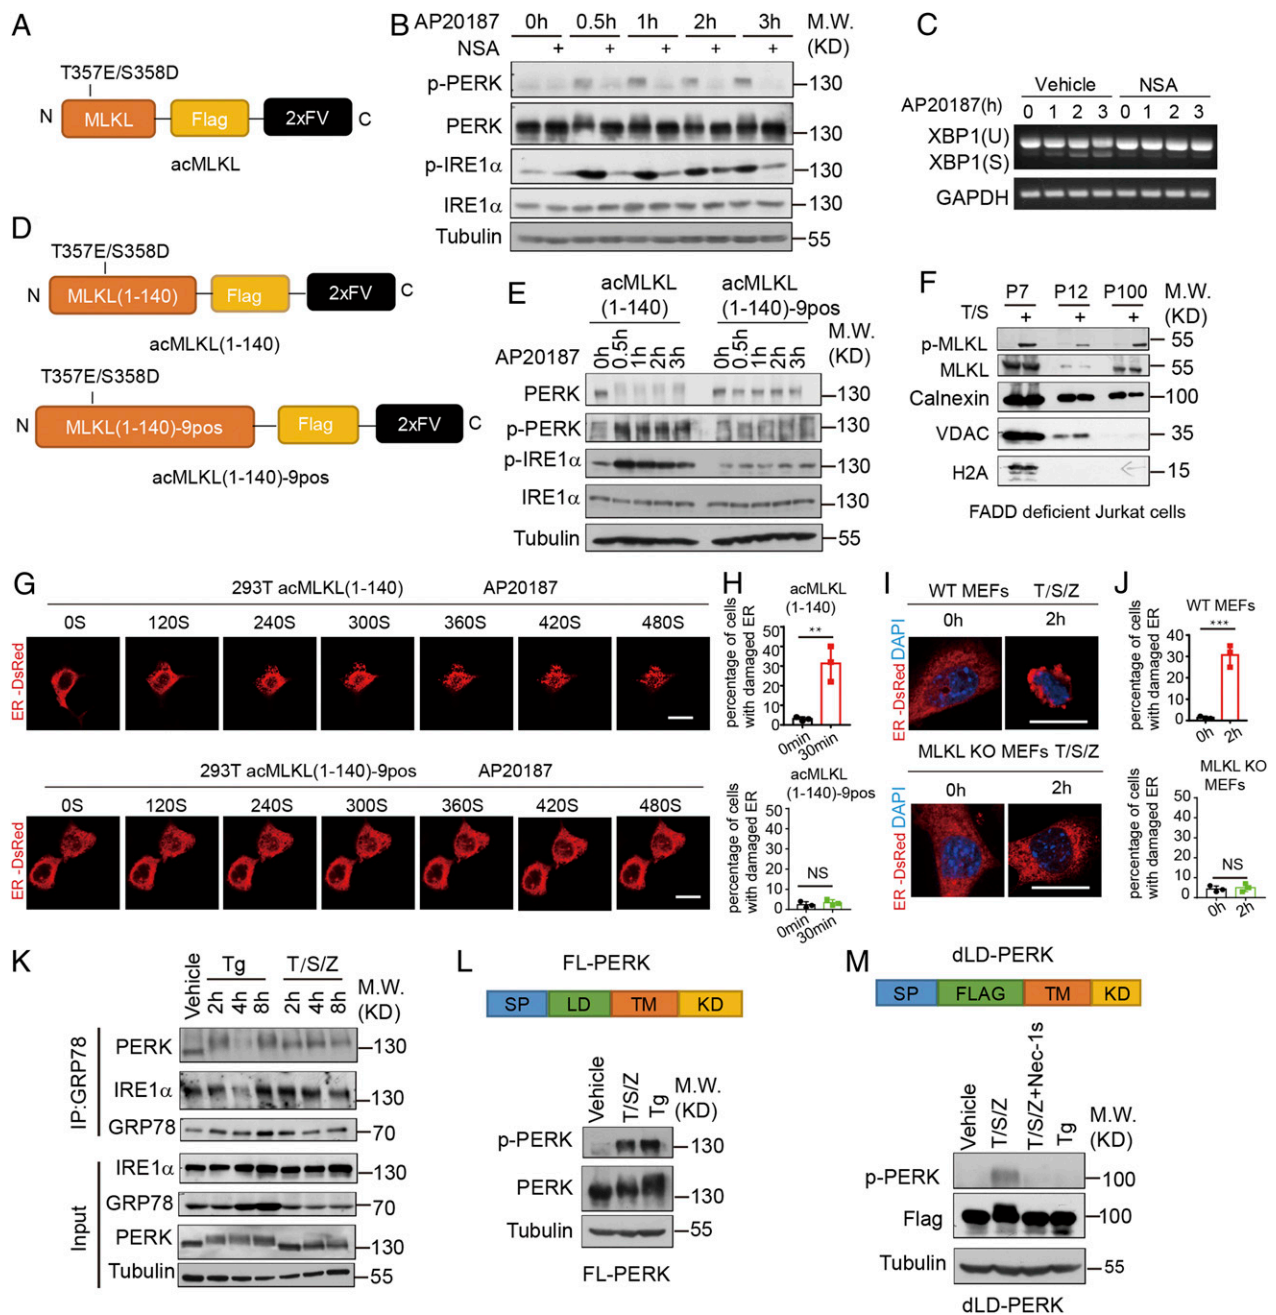 A
T357E/S358D
N MLKL Flag 2xFV C
acMLKL
B
AP20187 0h 0.5h 1h 2h 3h M.W.
NSA + + + + + (KD)
p-PERK 130
PERK 130
p-IRE1α 130
IRE1α 130
Tubulin 55
C
Vehicle NSA
AP20187(h) 0 1 2 3 0 1 2 3
XBP1(U)
XBP1(S)
GAPDH
D
T357E/S358D
N MLKL(1-140) Flag 2xFV C
acMLKL(1-140)
T357E/S358D
N MLKL(1-140)-9pos Flag 2xFV C
acMLKL(1-140)-9pos
E
acMLKL acMLKL
(1-140) (1-140)-9pos
M.W.
(KD)
AP20187 0h 0.5h 1h 2h 3h 0h 0.5h 1h 2h 3h
PERK 130
p-PERK 130
p-IRE1α 130
IRE1α 130
Tubulin 55
F
P7 P12 P100 M.W.
T/S + + + (KD)
p-MLKL 55
MLKL 55
Calnexin 100
VDAC 35
H2A 15
FADD deficient Jurkat cells
G
293T acMLKL(1-140) AP20187
0S 120S 240S 300S 360S 420S 480S
ER -DsRed
293T acMLKL(1-140)-9pos AP20187
0S 120S 240S 300S 360S 420S 480S
ER -DsRed
H
acMLKL
(1-140)
percentage of cells
with damaged ER
50
40
30
20
10
0
**
0min 30min
acMLKL
(1-140)-9pos
percentage of cells
with damaged ER
50
40
30
20
10
0
NS
0min 30min
I
WT MEFs T/S/Z
0h 2h
ER -DsRed DAPI
MLKL KO MEFs T/S/Z
0h 2h
ER -DsRed DAPI
J
WT MEFs
percentage of cells
with damaged ER
40
30
20
10
0
***
0h 2h
MLKL KO
MEFs
percentage of cells
with damaged ER
50
40
30
20
10
0
NS
0h 2h
K
Vehicle Tg T/S/Z
2h 4h 8h 2h 4h 8h M.W.
(KD)
IP:GRP78
PERK 130
IRE1α 130
GRP78 70
Input
IRE1α 130
GRP78 70
PERK 130
Tubulin 55
L
FL-PERK
SP LD TM KD
Vehicle T/S/Z Tg M.W.
(KD)
p-PERK 130
PERK 130
Tubulin 55
FL-PERK
M
dLD-PERK
SP FLAG TM KD
Vehicle T/S/Z T/S/Z+Nec-1s Tg M.W.
(KD)
p-PERK 100
Flag 100
Tubulin 55
dLD-PERK